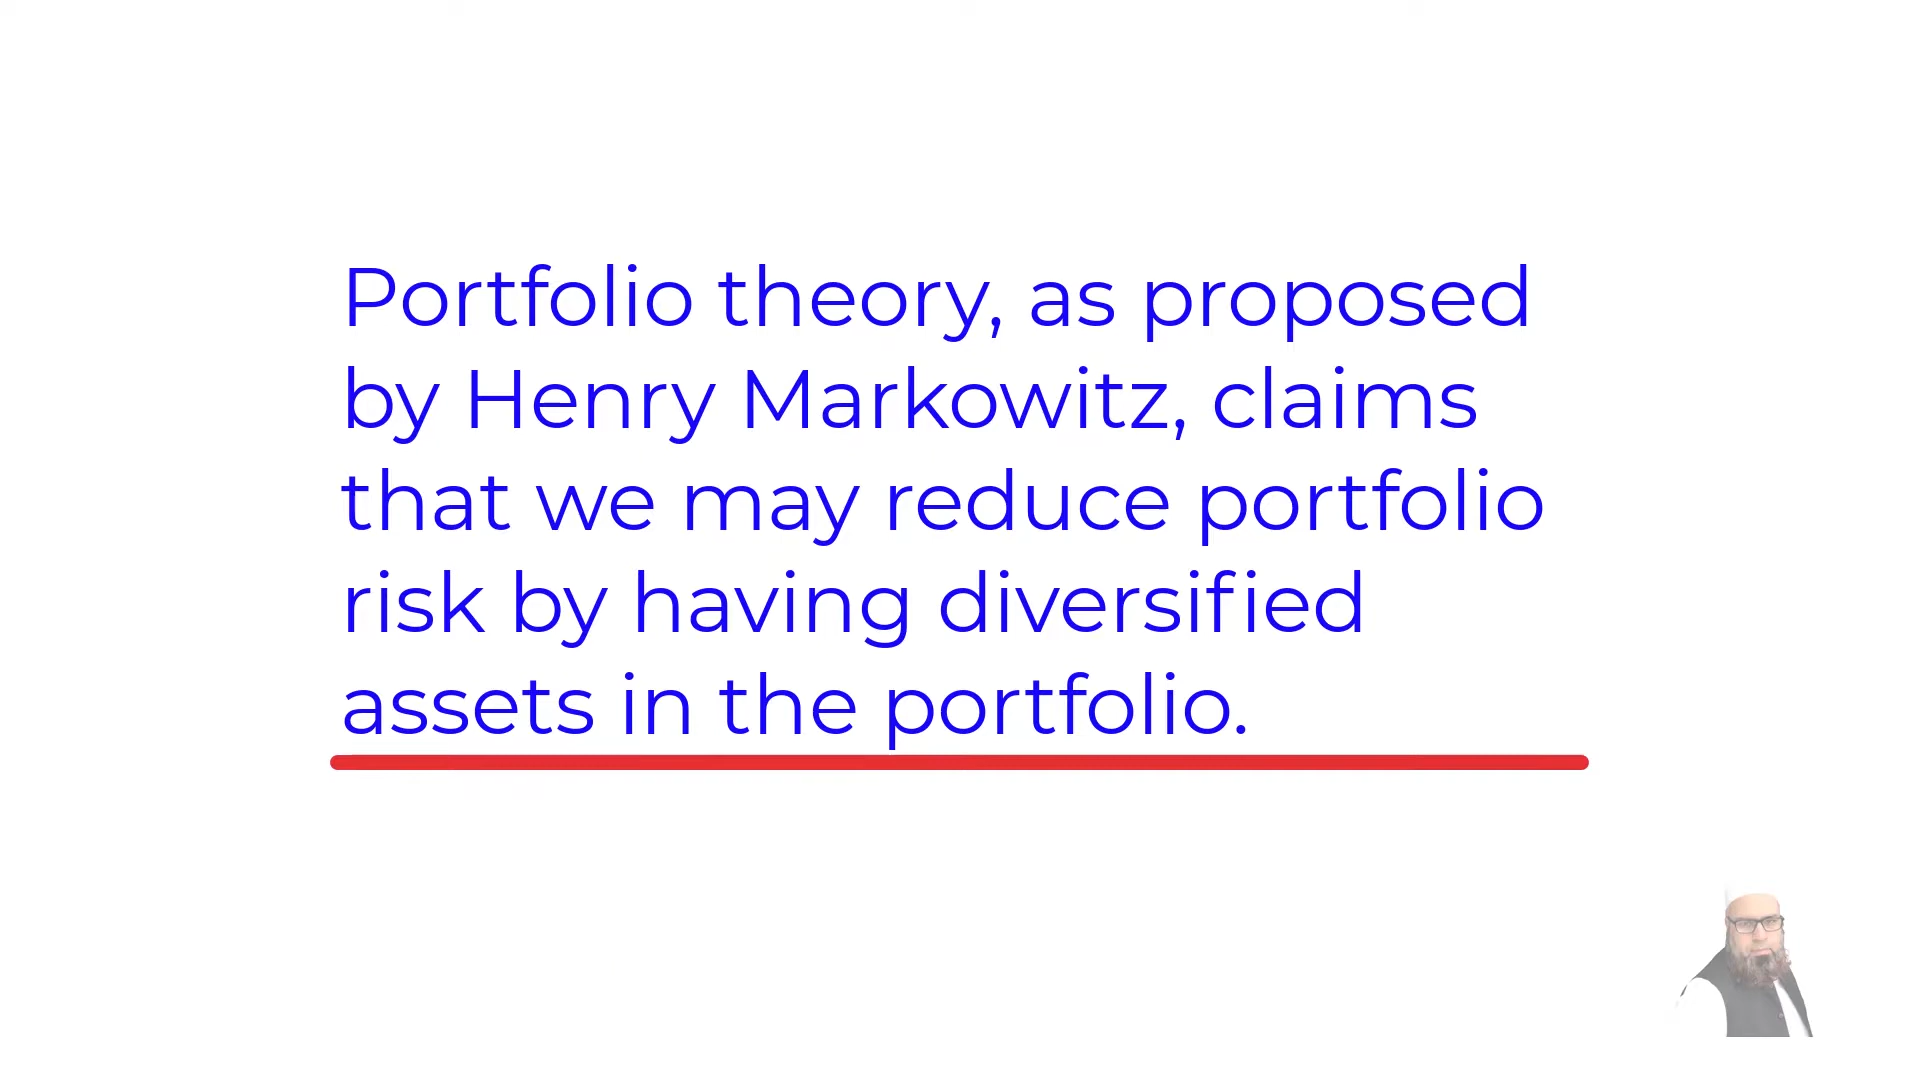 Portfolio theory, as proposed
by Henry Markowitz, claims
that we may reduce portfolio
risk by having diversified
assets in the portfolio.